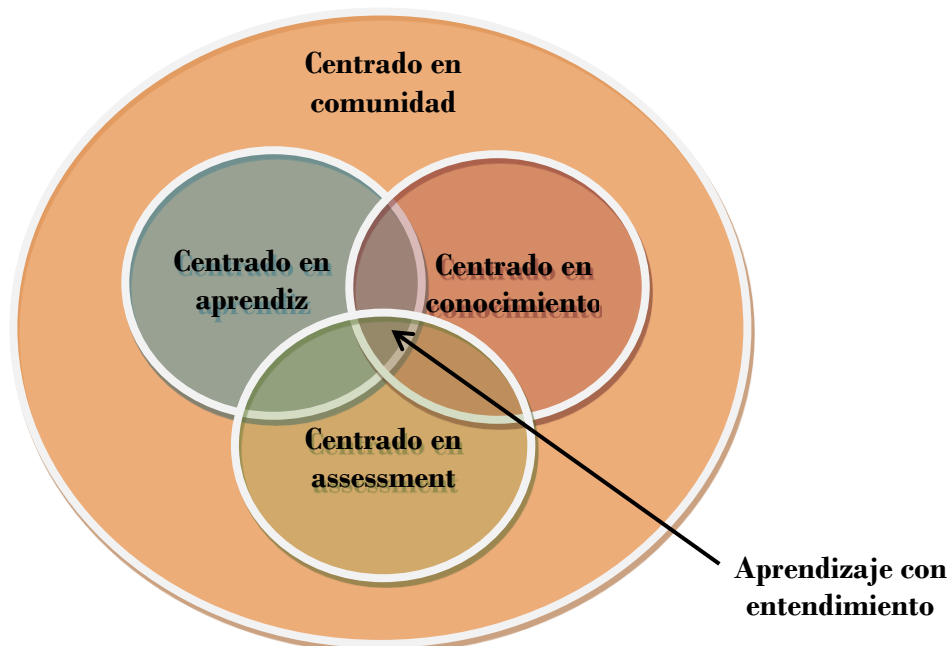 Centrado en
comunidad
Centrado en
aprendiz
Centrado en
conocimiento
Centrado en
assessment
Aprendizaje con
entendimiento